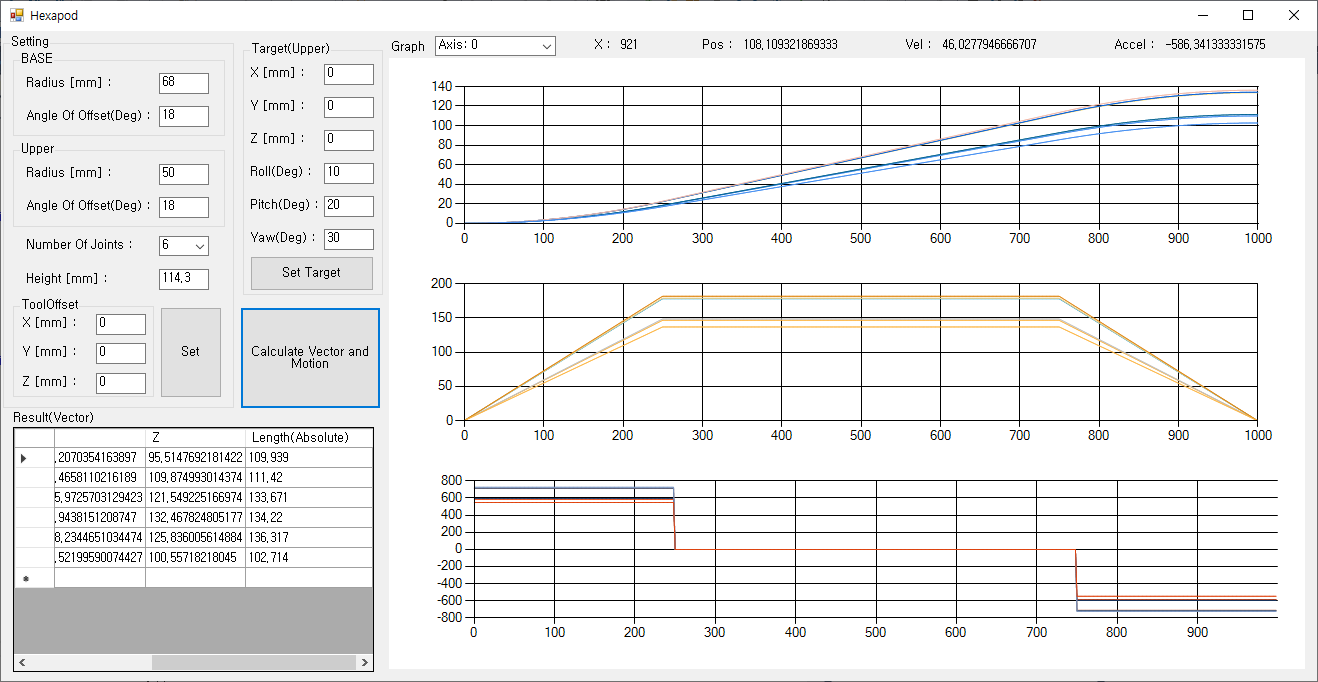 Hexapod
Setting
BASE
Radius [mm] : 68
Angle Of Offset(Deg) : 18
Upper
Radius [mm] : 50
Angle Of Offset(Deg) : 18
Number Of Joints : 6
Height [mm] : 114,3
ToolOffset
X [mm] : 0
Y [mm] : 0
Z [mm] : 0
Set
Target(Upper)
X [mm] : 0
Y [mm] : 0
Z [mm] : 0
Roll(Deg) : 10
Pitch(Deg) : 20
Yaw(Deg) : 30
Set Target
Calculate Vector and
Motion
Result(Vector)
Z Length(Absolute)
,2070354163897 95,5147692181422 109,939
,4658110216189 109,874993014374 111,42
5,9725703129423 121,549225166974 133,671
,9438151208747 132,467824805177 134,22
8,2344651034474 125,836005614884 136,317
,52199590074427 100,55718218045 102,714
Graph Axis: 0 X : 921 Pos : 108,109321869333 Vel : 46,0277946666707 Accel : -586,341333331575
140
120
100
80
60
40
20
0
0 100 200 300 400 500 600 700 800 900 1000
200
150
100
50
0
0 100 200 300 400 500 600 700 800 900 1000
800
600
400
200
0
-200
-400
-600
-800
0 100 200 300 400 500 600 700 800 900